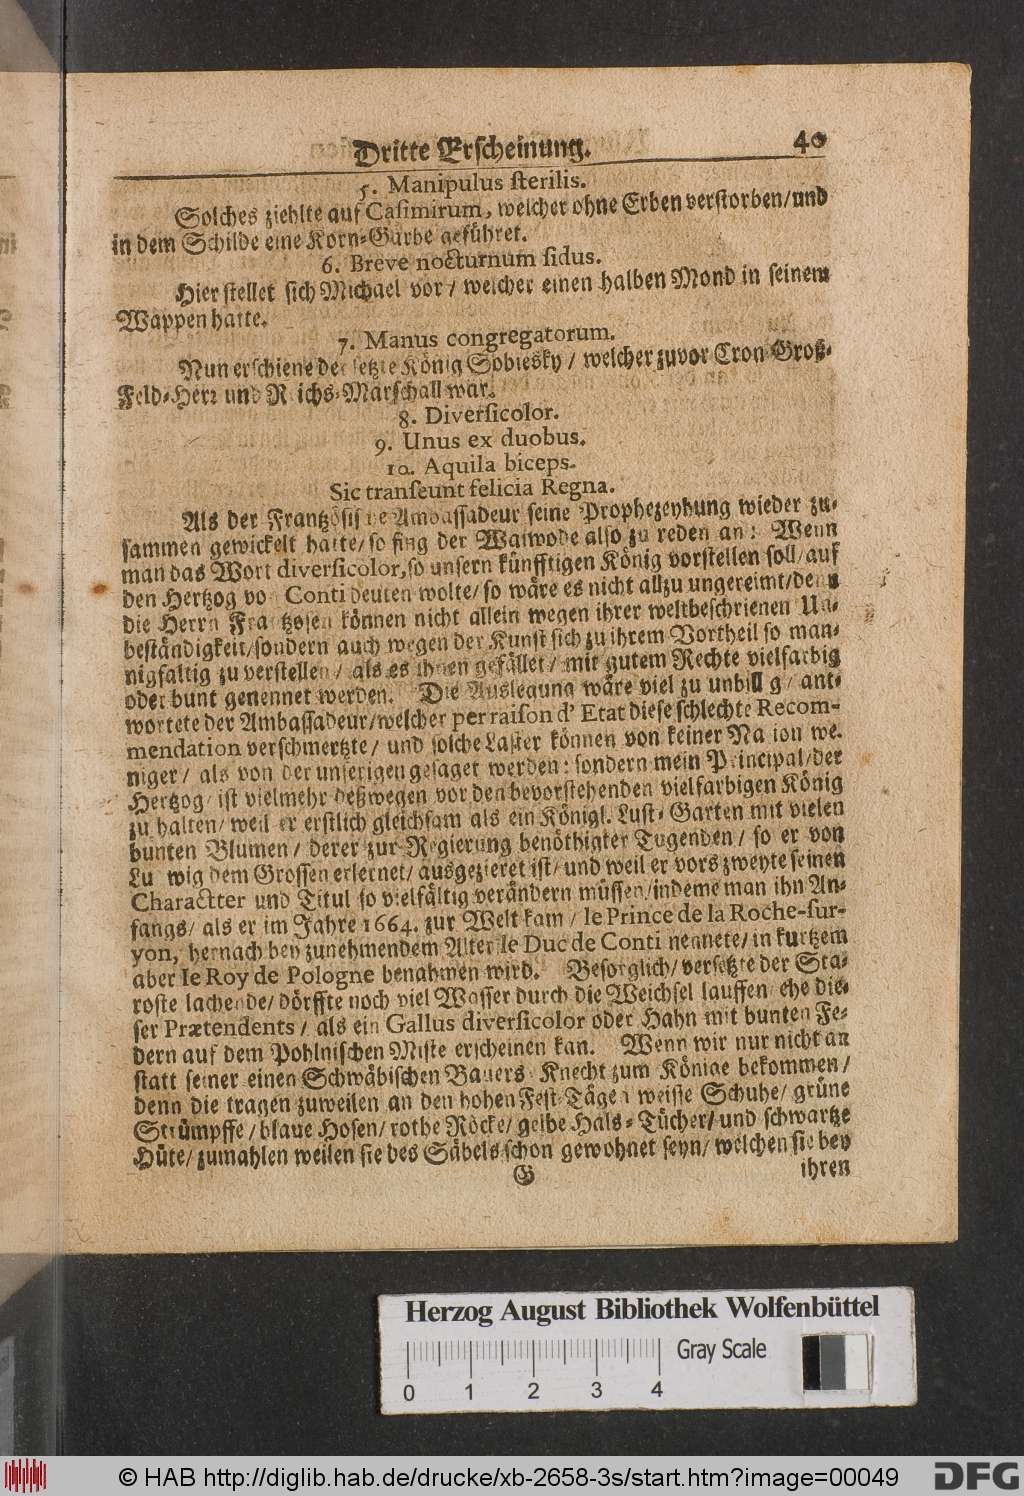 Dritte Erscheinung. 40
5. Manipulus sterilis.
Solches ziehlte auf Casimirum, welcher ohne Erben verstorben/und
in dem Schilde eine Korn-Garbe geführet.
6. Breve nocturnum sidus.
Hier stellet sich Michael vor / welcher einen halben Mond in seinem
Wappen hatte.
7. Manus congregatorum.
Nun erschiene der letzte König Sobiesky / welcher zuvor Cron-Groß-
Feld-Herr und Reichs-Marschall war.
8. Diversicolor.
9. Unus ex duobus.
10. Aquila biceps.
Sic transeunt felicia Regna.
Als der Frantzösische Ambassadeur seine Prophezeyhung wieder zu-
sammen gewickelt hatte/ so fing der Waiwode also zu reden an: Wenn
man das Wort diversicolor, so unsern künfftigen König vorstellen soll/ auf
den Hertzog von Conti deuten wolte/ so wäre es nicht allzu ungereimt/ denn
die Herrn Frantzosen können nicht allein wegen ihrer weltbeschrienen Un-
beständigkeit/sondern auch wegen der Kunst sich zu ihrem Vortheil so man-
nigfaltig zu verstellen/ als es ihnen gefället/ mit gutem Rechte vielfarbig
oder bunt genennet werden. Die Auslegung wäre viel zu unbillig/ ant-
wortete der Ambassadeur/welcher per raison d' Etat diese schlechte Recom-
mendation verschmertzte/ und solche Laster können von keiner Nation we-
niger/ als von der unserigen gesaget werden: sondern mein Principal/der
Hertzog/ ist vielmehr deßwegen vor den bevorstehenden vielfarbigen König
zu halten/ weil er erstlich gleichsam als ein Königl. Lust-Garten mit vielen
bunten Blumen/ derer zur Regierung benöthigter Tugenden/ so er von
Ludwig dem Grossen erlernet/ ausgezieret ist/ und weil er vors zweyte seinen
Charactter und Titul so vielfältig verändern müssen/indeme man ihn An-
fangs/ als er im Jahre 1664. zur Welt kam/ le Prince de la Roche-sur-
yon, hernach bey zunehmendem Alter le Duc de Conti nennete/ in kurtzem
aber le Roy de Pologne benahmen wird. Besorglich/ versetzte der Sta-
roste lachende/ dörffte noch viel Wasser durch die Weichsel lauffen/ ehe die-
ser Prætendents/ als ein Gallus diversicolor oder Hahn mit bunten Fe-
dern auf dem Pohlnischen Miste erscheinen kan. Wenn wir nur nicht an
statt seiner einen Schwäbischen Bauers-Knecht zum Könige bekommen/
denn die tragen zuweilen an den hohen Fest-Tägen weisse Schuhe/ grüne
Strümpffe/ blaue Hosen/ rothe Röcke/ gelbe Hals-Tücher/ und schwartze
Hüte/ zumahlen weilen sie des Säbels schon gewohnet seyn/ welchen sie bey
G ihren
Herzog August Bibliothek Wolfenbüttel
0 1 2 3 4 Gray Scale
© HAB http://diglib.hab.de/drucke/xb-2658-3s/start.htm?image=00049 DFG